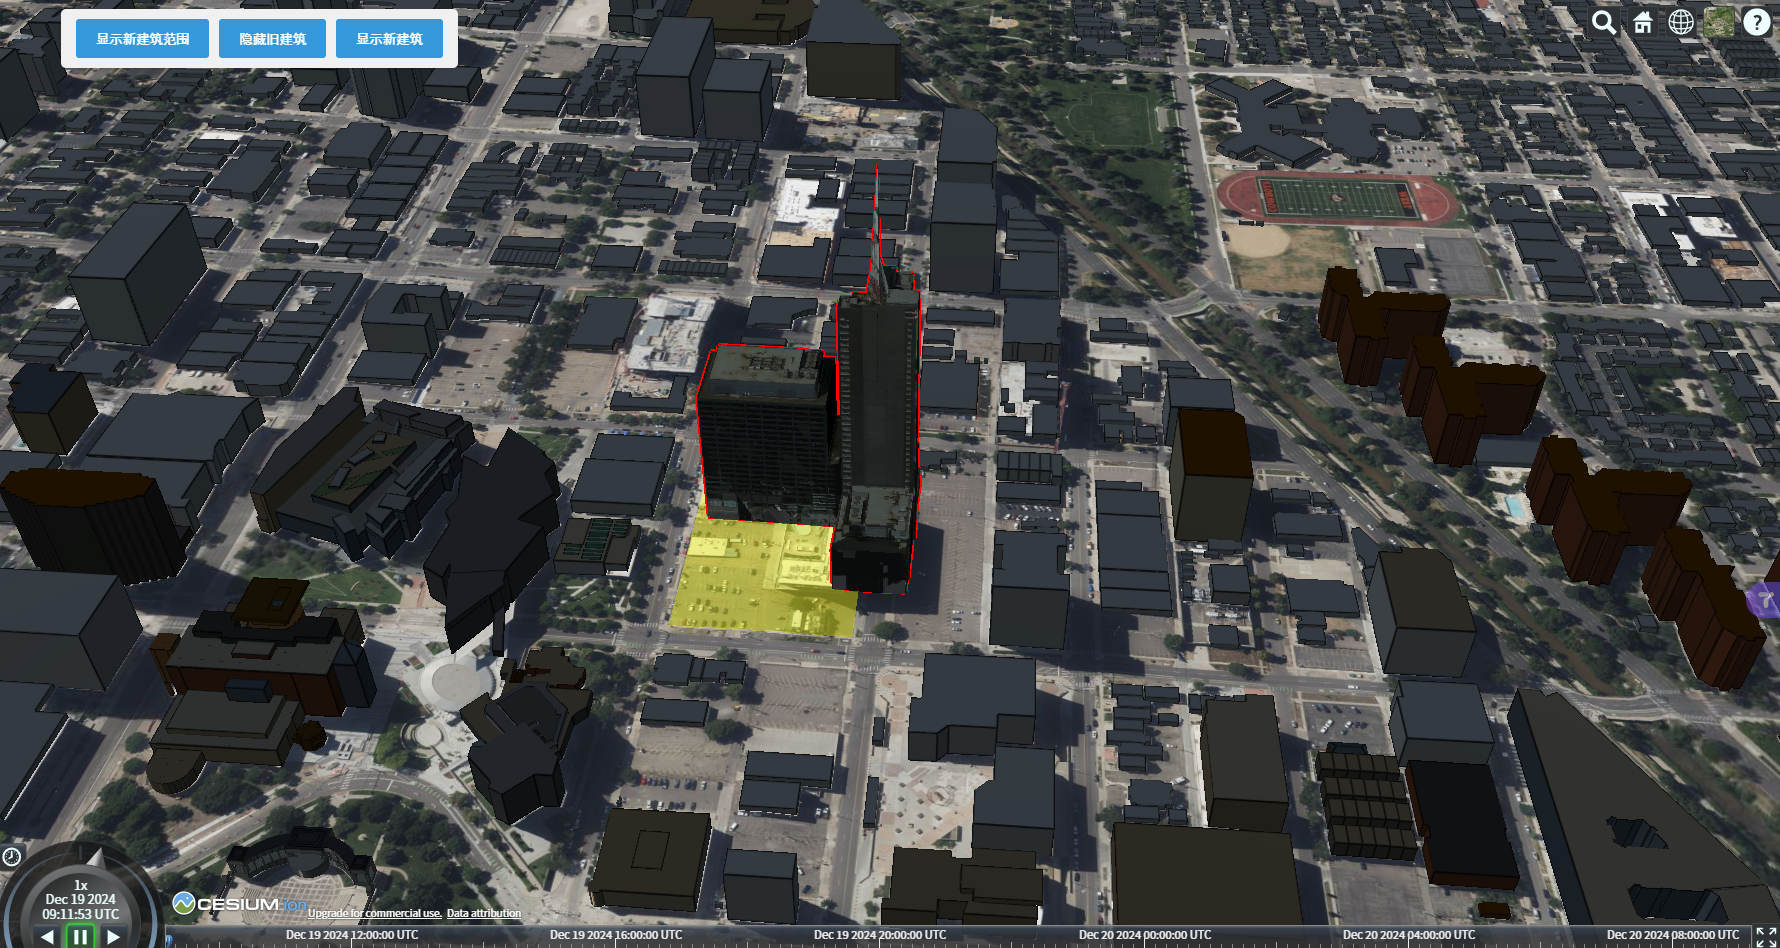 显示新建筑范围
隐藏旧建筑
显示新建筑
?
1x
Dec 19 2024
09:11:53 UTC
CESIUM ion
Upgrade for commercial use. Data attribution
Dec 19 2024 12:00:00 UTC
Dec 19 2024 16:00:00 UTC
Dec 19 2024 20:00:00 UTC
Dec 20 2024 00:00:00 UTC
Dec 20 2024 04:00:00 UTC
Dec 20 2024 08:00:00 UTC